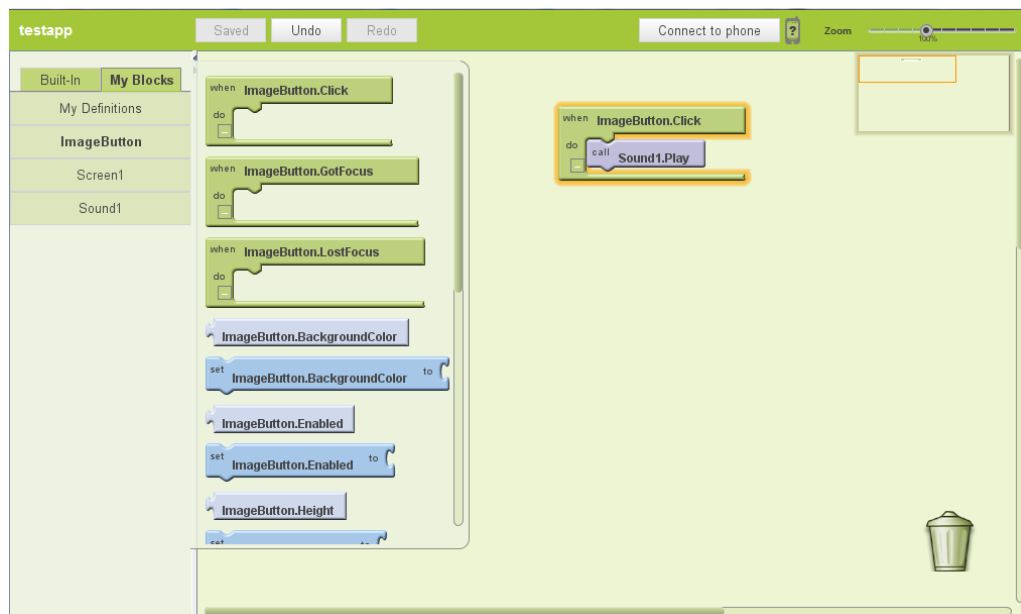 testapp
Saved
Undo
Redo
Connect to phone
?
Zoom
100%
Built-In
My Blocks
My Definitions
ImageButton
Screen1
Sound1
when ImageButton.Click
do
when ImageButton.GotFocus
do
when ImageButton.LostFocus
do
ImageButton.BackgroundColor
set ImageButton.BackgroundColor to
ImageButton.Enabled
set ImageButton.Enabled to
ImageButton.Height
set
when ImageButton.Click
do call Sound1.Play